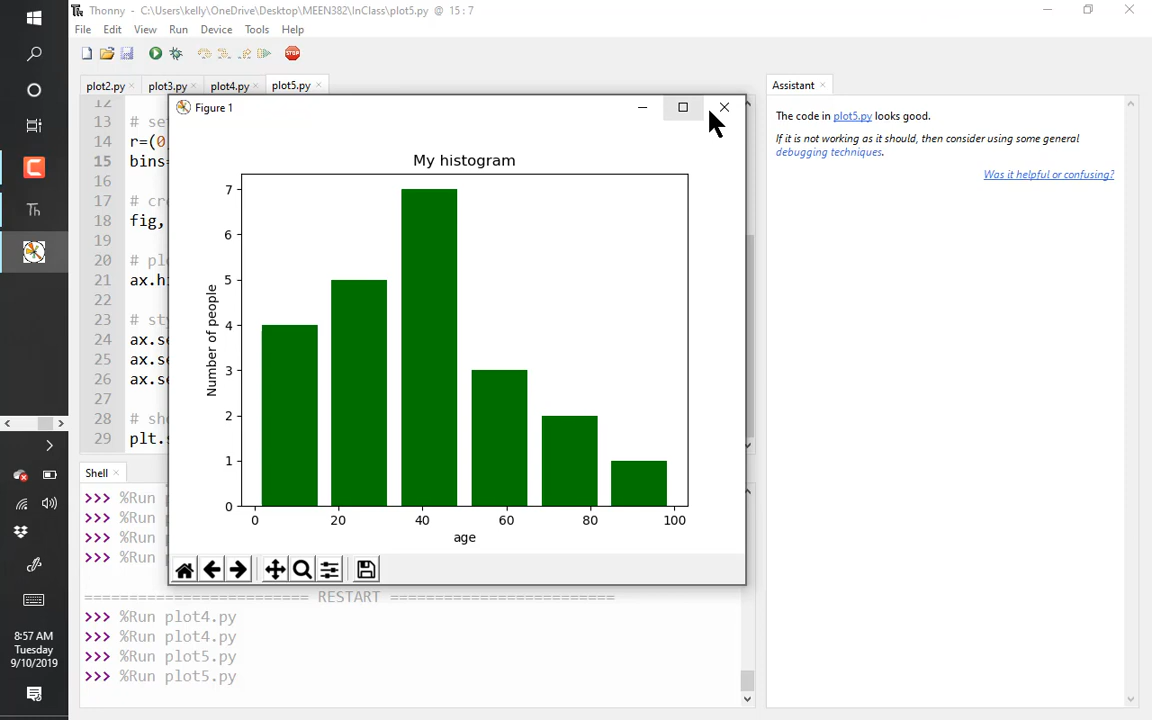 Thonny - C:\Users\kelly\OneDrive\Desktop\MEEN382\InClass\plot5.py @ 15 : 7
File Edit View Run Device Tools Help
STOP
plot2.py × plot3.py × plot4.py × plot5.py ×
12
13 # se
14 r=(0
15 bins=
16
17 # cr
18 fig,
19
20 # pl
21 ax.h
22
23 # st
24 ax.s
25 ax.s
26 ax.s
27
28 # sh
29 plt.
Figure 1
My histogram
Number of people
7
6
5
4
3
2
1
0
0 20 40 60 80 100
age
Assistant ×
The code in plot5.py looks good.
If it is not working as it should, then consider using some general
debugging techniques.
Was it helpful or confusing?
Shell ×
>>> %Run
>>> %Run
>>> %Run
>>> %Run
======================== RESTART ========================
>>> %Run plot4.py
>>> %Run plot4.py
>>> %Run plot5.py
>>> %Run plot5.py
Th
8:57 AM
Tuesday
9/10/2019